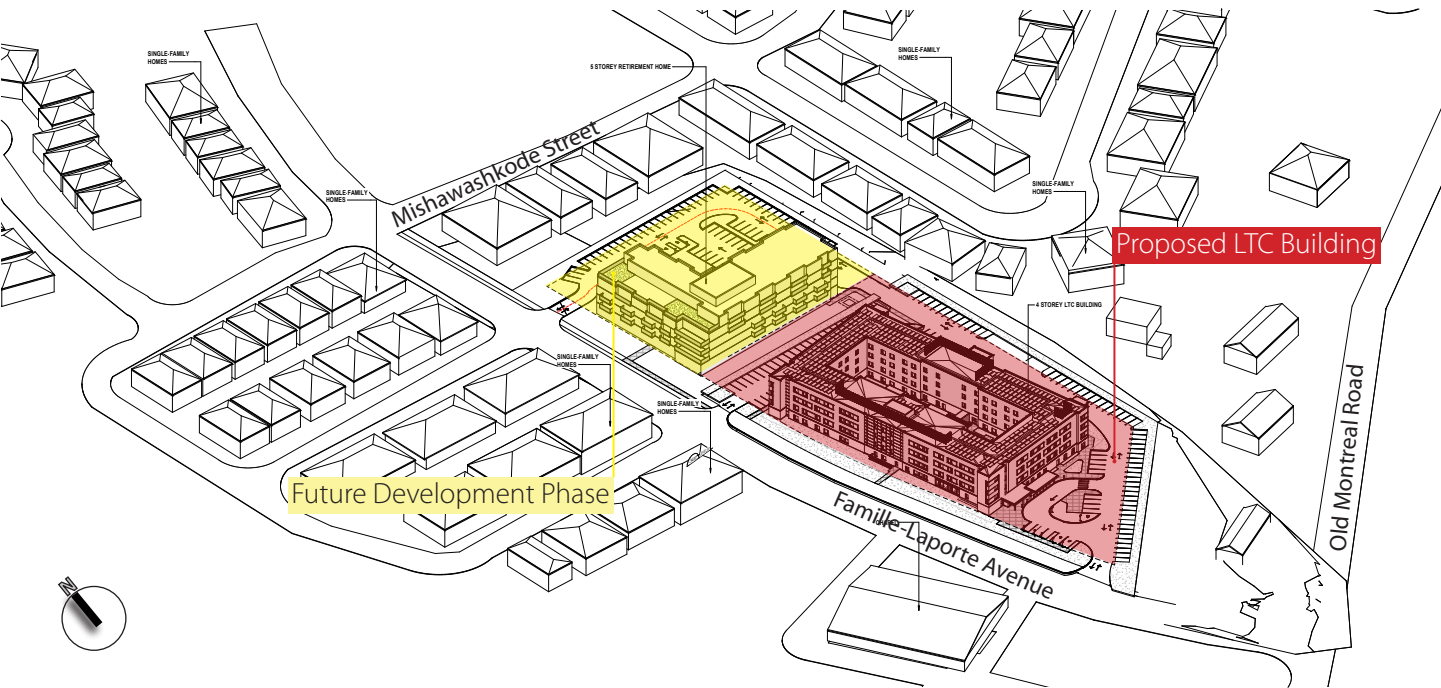 SINGLE-FAMILY
HOMES
5 STOREY RETIREMENT HOME
SINGLE-FAMILY
HOMES
Mishawashkode Street
SINGLE-FAMILY
HOMES
SINGLE-FAMILY
HOMES
Proposed LTC Building
4 STOREY LTC BUILDING
SINGLE-FAMILY
HOMES
SINGLE-FAMILY
HOMES
Future Development Phase
Famille-Laporte Avenue
Old Montreal Road
N